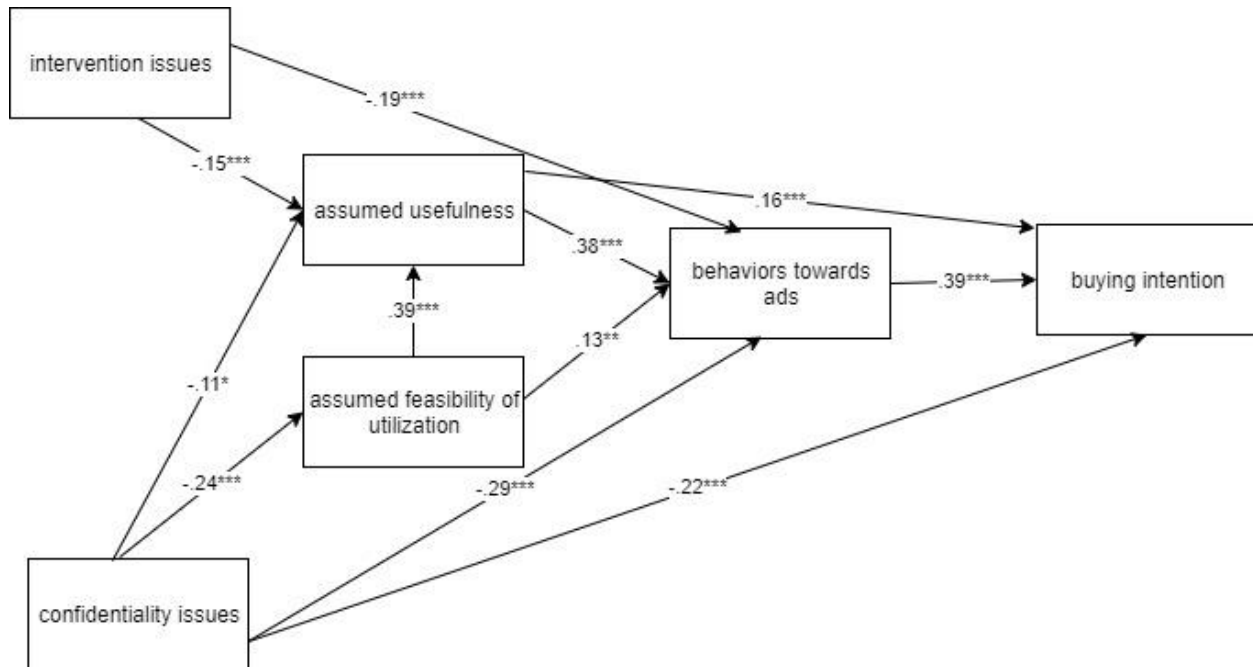 intervention issues
-.19***
-.15***
assumed usefulness
.16***
.38***
behaviors towards
ads
.39***
buying intention
.39***
.13**
-.11*
assumed feasibility of
utilization
-.24***
-.29***
-.22***
confidentiality issues